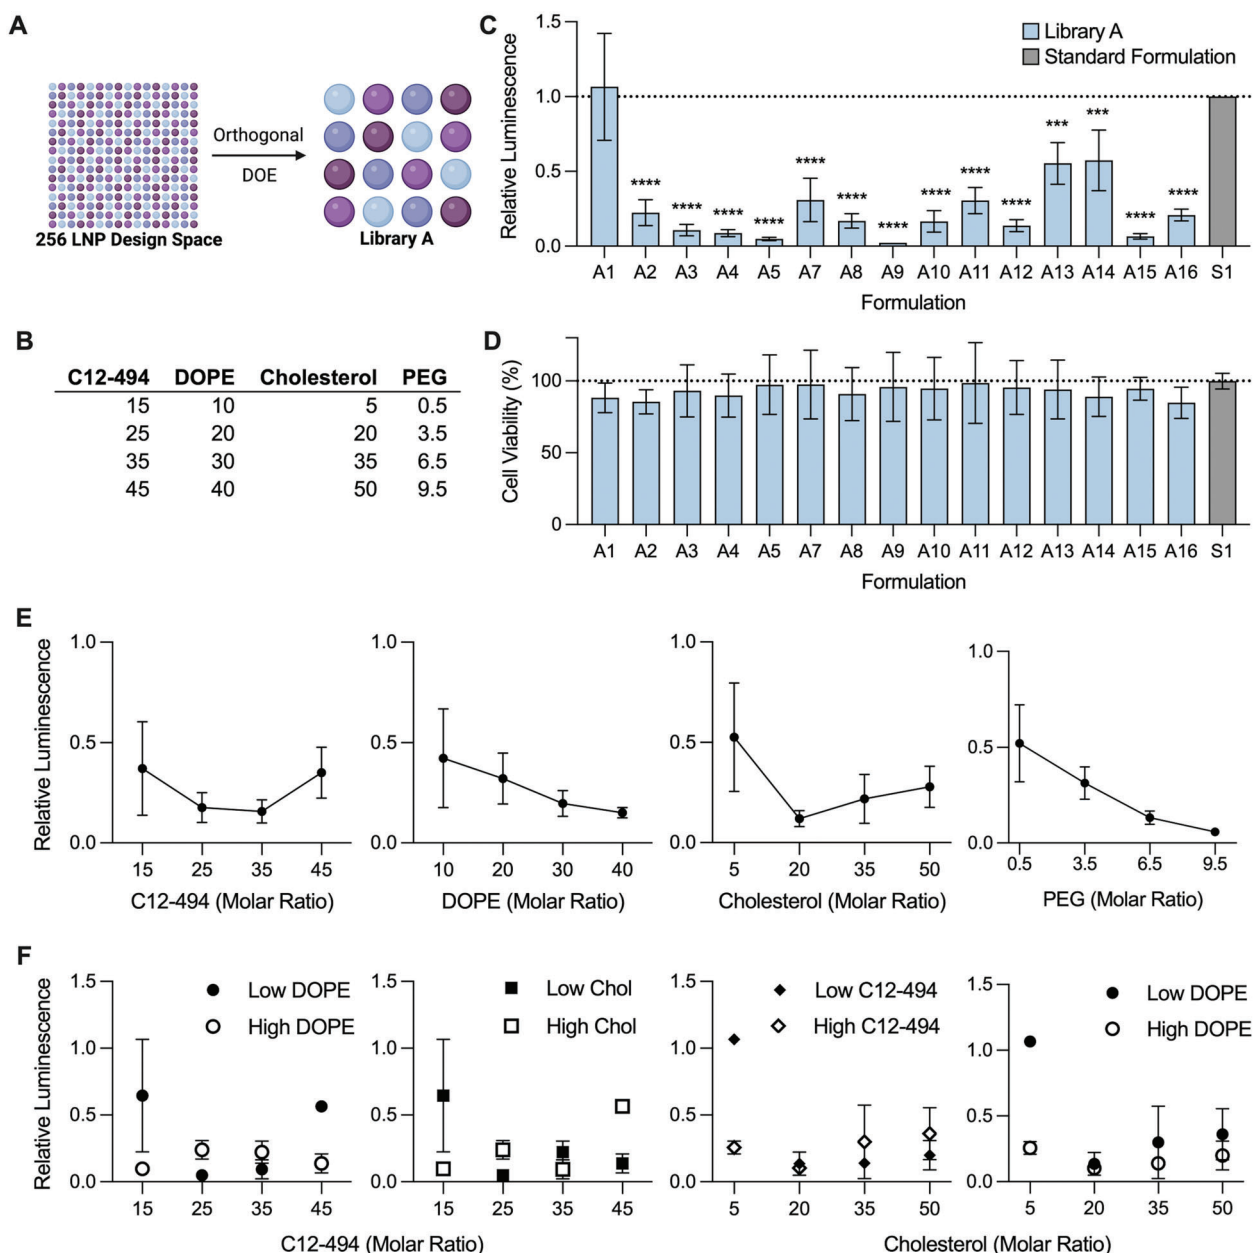 A
Orthogonal
DOE
256 LNP Design Space
Library A
B
C12-494 DOPE Cholesterol PEG
15 10 5 0.5
25 20 20 3.5
35 30 35 6.5
45 40 50 9.5
C
Relative Luminescence
1.5
1.0
0.5
0.0
Library A
Standard Formulation
**** **** **** **** **** **** **** **** **** **** *** *** **** ****
A1 A2 A3 A4 A5 A7 A8 A9 A10 A11 A12 A13 A14 A15 A16 S1
Formulation
D
Cell Viability (%)
100
50
0
A1 A2 A3 A4 A5 A7 A8 A9 A10 A11 A12 A13 A14 A15 A16 S1
Formulation
E
Relative Luminescence
1.0
0.5
0.0
15 25 35 45
C12-494 (Molar Ratio)
1.0
0.5
0.0
10 20 30 40
DOPE (Molar Ratio)
1.0
0.5
0.0
5 20 35 50
Cholesterol (Molar Ratio)
1.0
0.5
0.0
0.5 3.5 6.5 9.5
PEG (Molar Ratio)
F
Relative Luminescence
1.5
1.0
0.5
0.0
Low DOPE
High DOPE
15 25 35 45
1.5
1.0
0.5
0.0
Low Chol
High Chol
15 25 35 45
C12-494 (Molar Ratio)
1.5
1.0
0.5
0.0
Low C12-494
High C12-494
5 20 35 50
1.5
1.0
0.5
0.0
Low DOPE
High DOPE
5 20 35 50
Cholesterol (Molar Ratio)